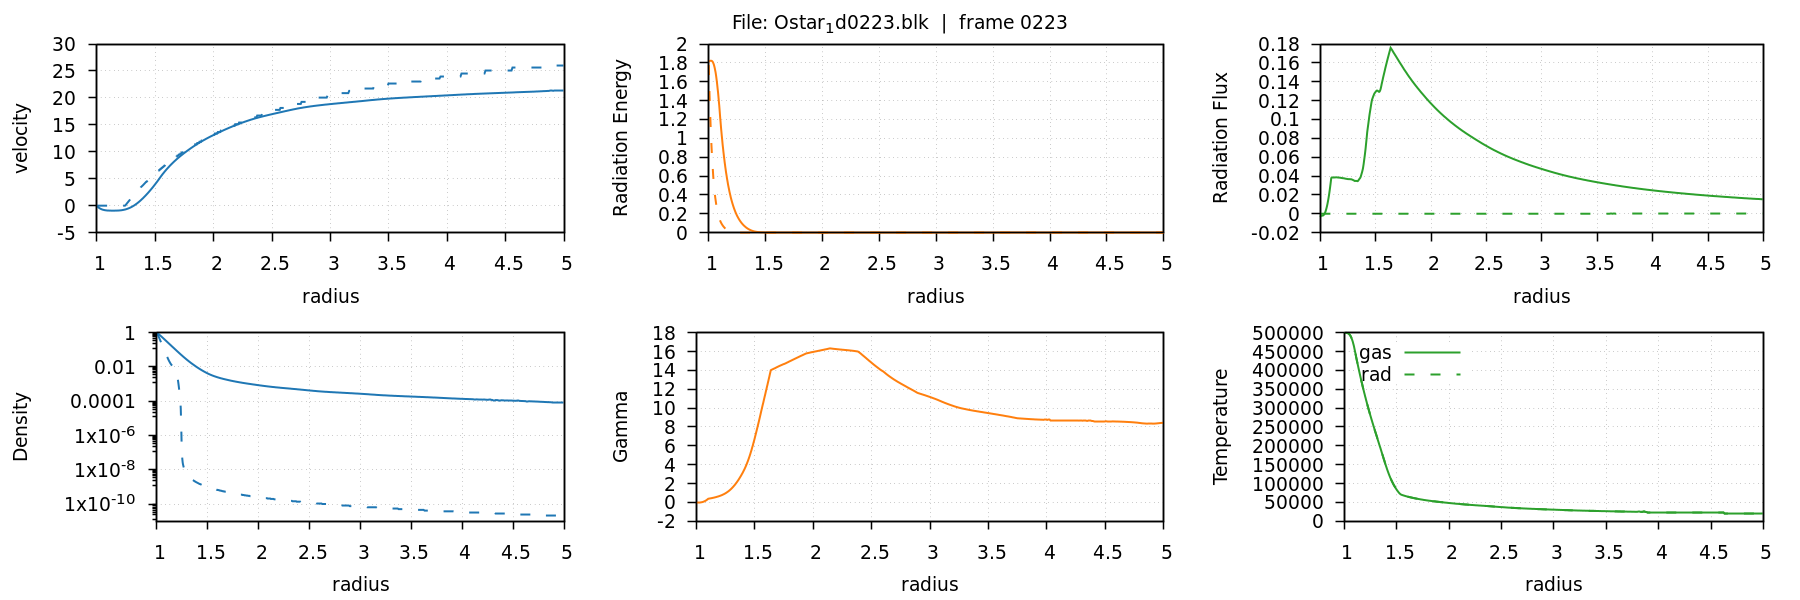 File: Ostar1d0223.blk | frame 0223
velocity
30
25
20
15
10
5
0
-5
1 1.5 2 2.5 3 3.5 4 4.5 5
radius
Radiation Energy
2
1.8
1.6
1.4
1.2
1
0.8
0.6
0.4
0.2
0
1 1.5 2 2.5 3 3.5 4 4.5 5
radius
Radiation Flux
0.18
0.16
0.14
0.12
0.1
0.08
0.06
0.04
0.02
0
-0.02
1 1.5 2 2.5 3 3.5 4 4.5 5
radius
Density
1
0.01
0.0001
1x10-6
1x10-8
1x10-10
1 1.5 2 2.5 3 3.5 4 4.5 5
radius
Gamma
18
16
14
12
10
8
6
4
2
0
-2
1 1.5 2 2.5 3 3.5 4 4.5 5
radius
Temperature
500000
450000
400000
350000
300000
250000
200000
150000
100000
50000
0
gas
rad
1 1.5 2 2.5 3 3.5 4 4.5 5
radius